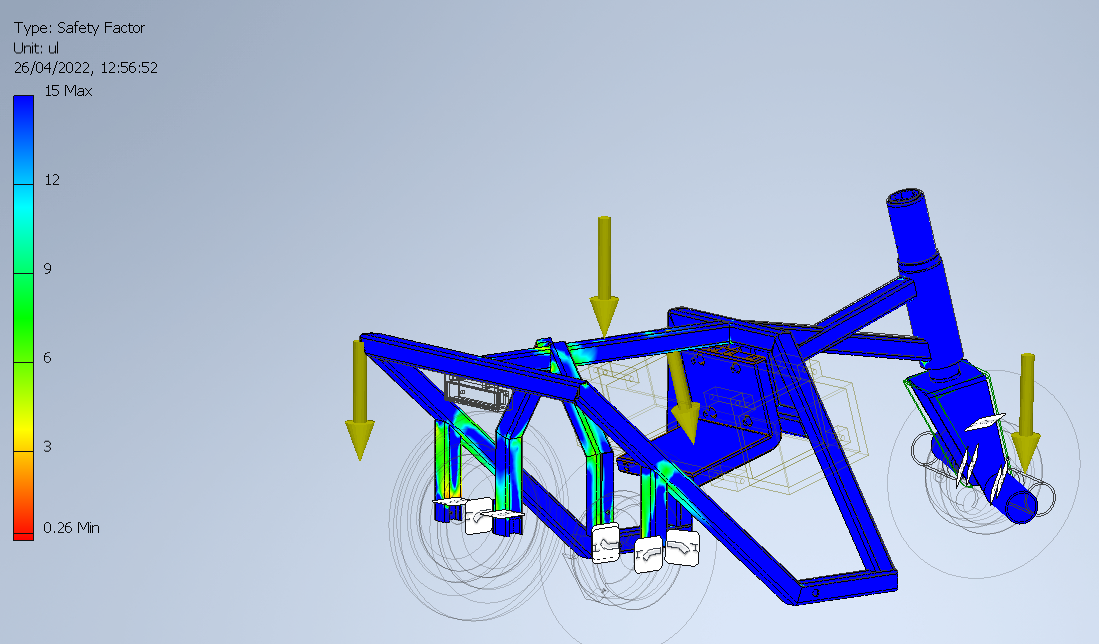 Type: Safety Factor
Unit: ul
26/04/2022, 12:56:52
15 Max
12
9
6
3
0.26 Min